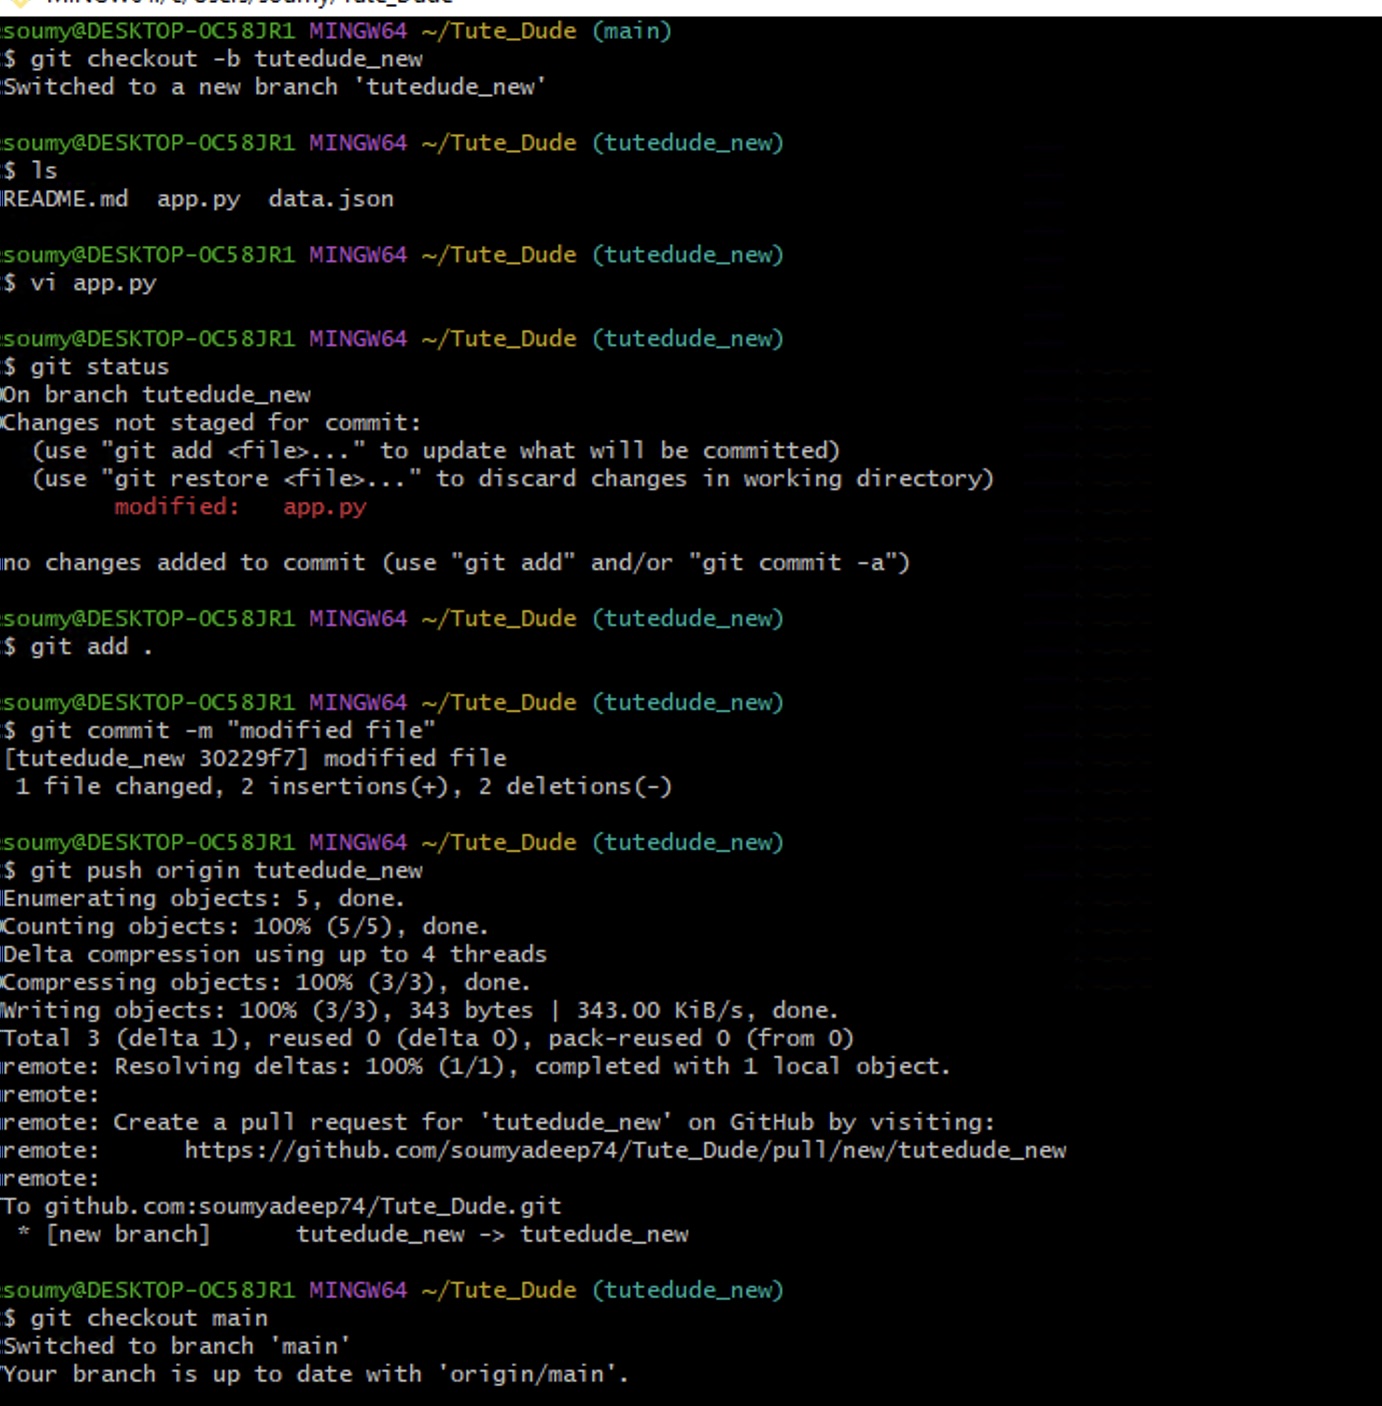 soumy@DESKTOP-OC58JR1 MINGW64 ~/Tute_Dude (main)
$ git checkout -b tutedude_new
Switched to a new branch 'tutedude_new'
soumy@DESKTOP-OC58JR1 MINGW64 ~/Tute_Dude (tutedude_new)
$ ls
README.md  app.py  data.json
soumy@DESKTOP-OC58JR1 MINGW64 ~/Tute_Dude (tutedude_new)
$ vi app.py
soumy@DESKTOP-OC58JR1 MINGW64 ~/Tute_Dude (tutedude_new)
$ git status
On branch tutedude_new
Changes not staged for commit:
  (use "git add <file>..." to update what will be committed)
  (use "git restore <file>..." to discard changes in working directory)
        modified:   app.py
no changes added to commit (use "git add" and/or "git commit -a")
soumy@DESKTOP-OC58JR1 MINGW64 ~/Tute_Dude (tutedude_new)
$ git add .
soumy@DESKTOP-OC58JR1 MINGW64 ~/Tute_Dude (tutedude_new)
$ git commit -m "modified file"
[tutedude_new 30229f7] modified file
 1 file changed, 2 insertions(+), 2 deletions(-)
soumy@DESKTOP-OC58JR1 MINGW64 ~/Tute_Dude (tutedude_new)
$ git push origin tutedude_new
Enumerating objects: 5, done.
Counting objects: 100% (5/5), done.
Delta compression using up to 4 threads
Compressing objects: 100% (3/3), done.
Writing objects: 100% (3/3), 343 bytes | 343.00 KiB/s, done.
Total 3 (delta 1), reused 0 (delta 0), pack-reused 0 (from 0)
remote: Resolving deltas: 100% (1/1), completed with 1 local object.
remote:
remote: Create a pull request for 'tutedude_new' on GitHub by visiting:
remote:      https://github.com/soumyadeep74/Tute_Dude/pull/new/tutedude_new
remote:
To github.com:soumyadeep74/Tute_Dude.git
 * [new branch]      tutedude_new -> tutedude_new
soumy@DESKTOP-OC58JR1 MINGW64 ~/Tute_Dude (tutedude_new)
$ git checkout main
Switched to branch 'main'
Your branch is up to date with 'origin/main'.